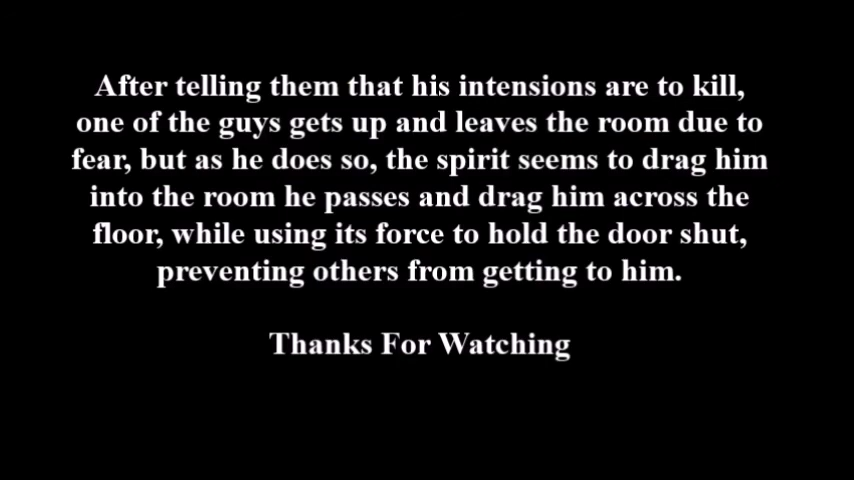 After telling them that his intensions are to kill,
one of the guys gets up and leaves the room due to
fear, but as he does so, the spirit seems to drag him
into the room he passes and drag him across the
floor, while using its force to hold the door shut,
preventing others from getting to him.
Thanks For Watching